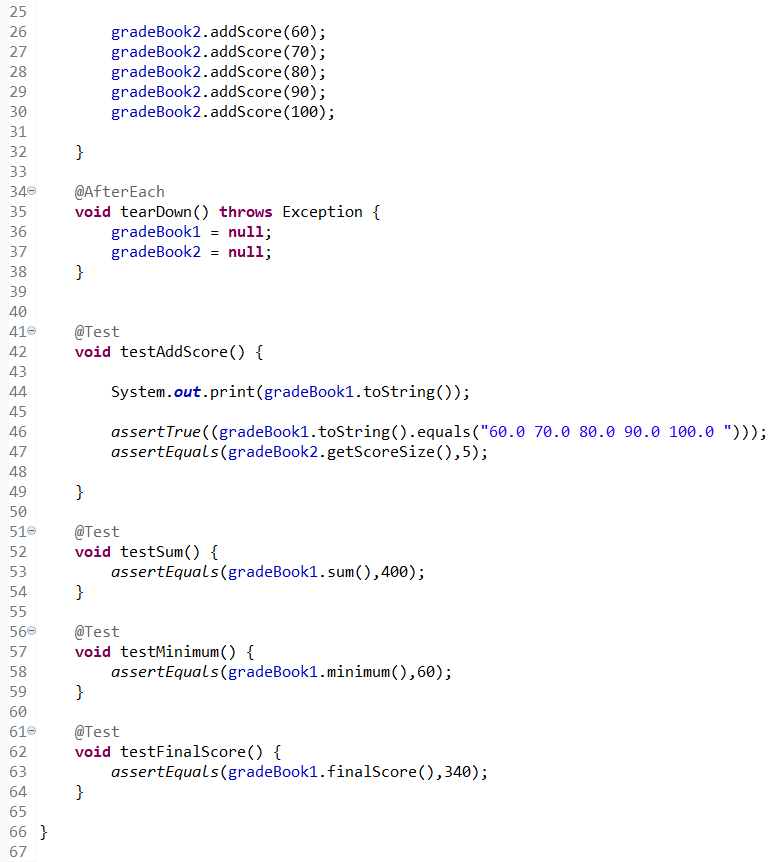 25
26 gradeBook2.addScore(60);
27 gradeBook2.addScore(70);
28 gradeBook2.addScore(80);
29 gradeBook2.addScore(90);
30 gradeBook2.addScore(100);
31
32 }
33
34 @AfterEach
35 void tearDown() throws Exception {
36 gradeBook1 = null;
37 gradeBook2 = null;
38 }
39
40
41 @Test
42 void testAddScore() {
43
44 System.out.print(gradeBook1.toString());
45
46 assertTrue((gradeBook1.toString().equals("60.0 70.0 80.0 90.0 100.0 ")));
47 assertEquals(gradeBook2.getScoreSize(),5);
48
49 }
50
51 @Test
52 void testSum() {
53 assertEquals(gradeBook1.sum(),400);
54 }
55
56 @Test
57 void testMinimum() {
58 assertEquals(gradeBook1.minimum(),60);
59 }
60
61 @Test
62 void testFinalScore() {
63 assertEquals(gradeBook1.finalScore(),340);
64 }
65
66 }
67